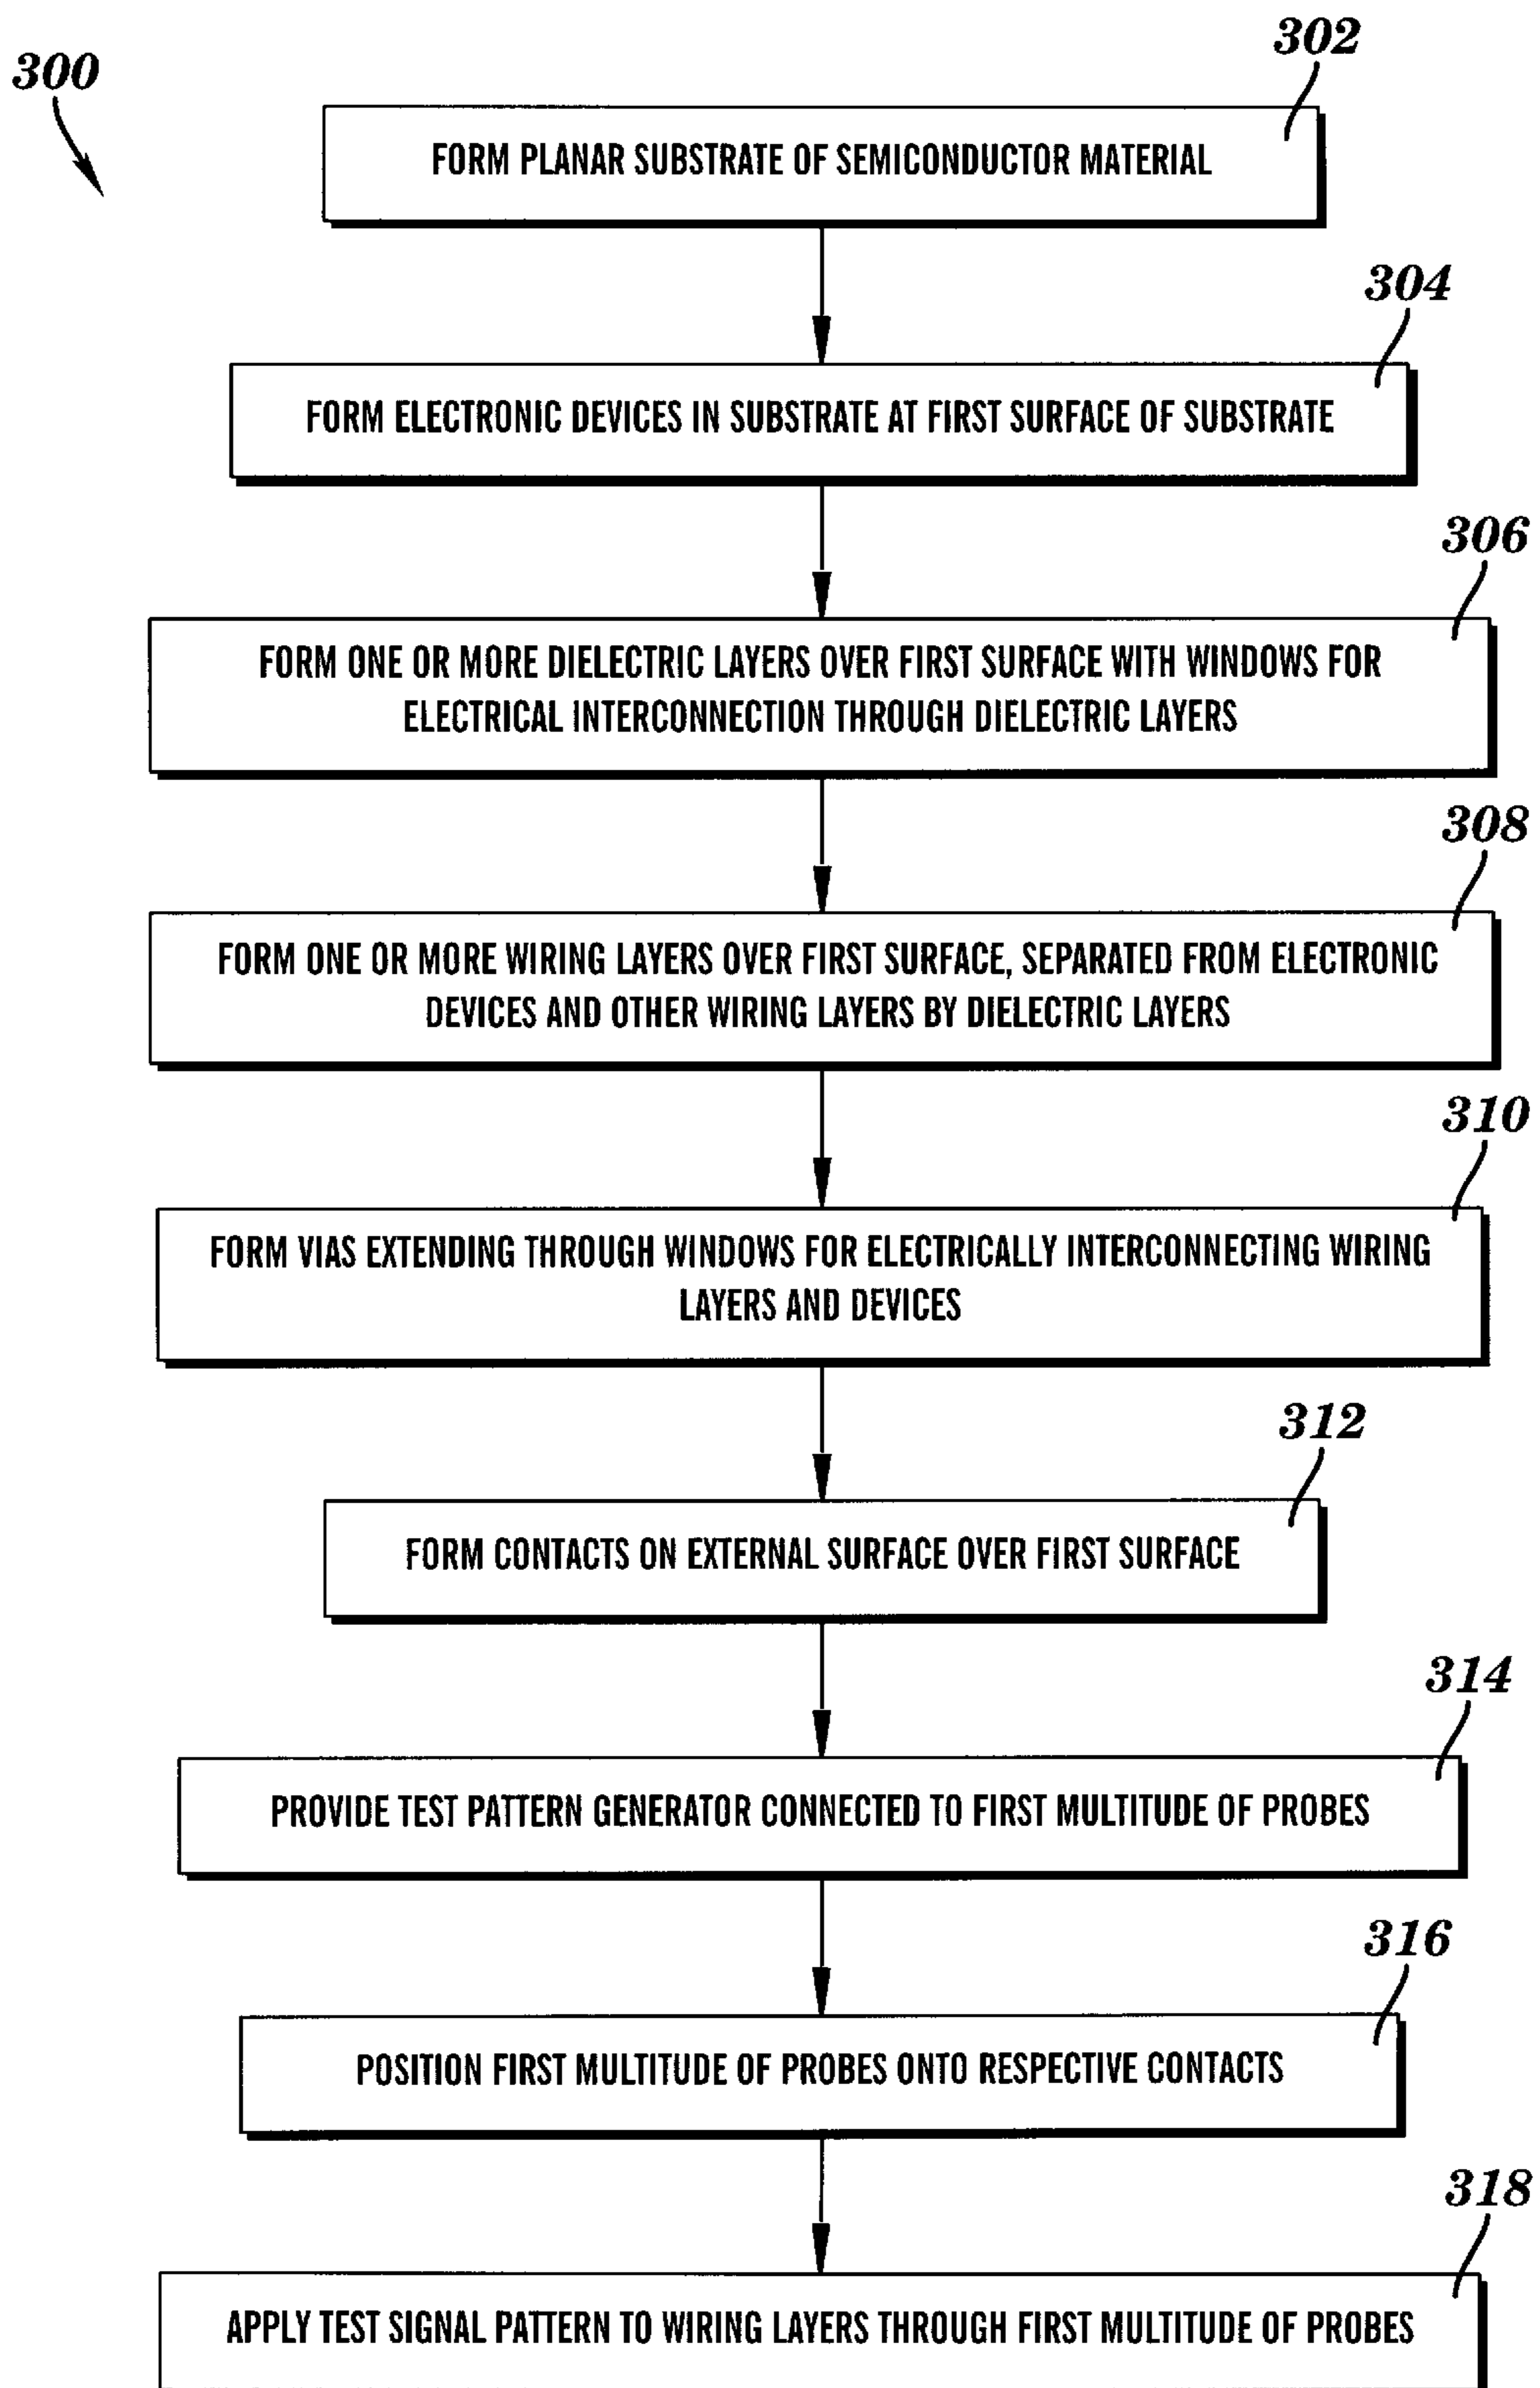 300
302
FORM PLANAR SUBSTRATE OF SEMICONDUCTOR MATERIAL
304
FORM ELECTRONIC DEVICES IN SUBSTRATE AT FIRST SURFACE OF SUBSTRATE
306
FORM ONE OR MORE DIELECTRIC LAYERS OVER FIRST SURFACE WITH WINDOWS FOR
ELECTRICAL INTERCONNECTION THROUGH DIELECTRIC LAYERS
308
FORM ONE OR MORE WIRING LAYERS OVER FIRST SURFACE, SEPARATED FROM ELECTRONIC
DEVICES AND OTHER WIRING LAYERS BY DIELECTRIC LAYERS
310
FORM VIAS EXTENDING THROUGH WINDOWS FOR ELECTRICALLY INTERCONNECTING WIRING
LAYERS AND DEVICES
312
FORM CONTACTS ON EXTERNAL SURFACE OVER FIRST SURFACE
314
PROVIDE TEST PATTERN GENERATOR CONNECTED TO FIRST MULTITUDE OF PROBES
316
POSITION FIRST MULTITUDE OF PROBES ONTO RESPECTIVE CONTACTS
318
APPLY TEST SIGNAL PATTERN TO WIRING LAYERS THROUGH FIRST MULTITUDE OF PROBES